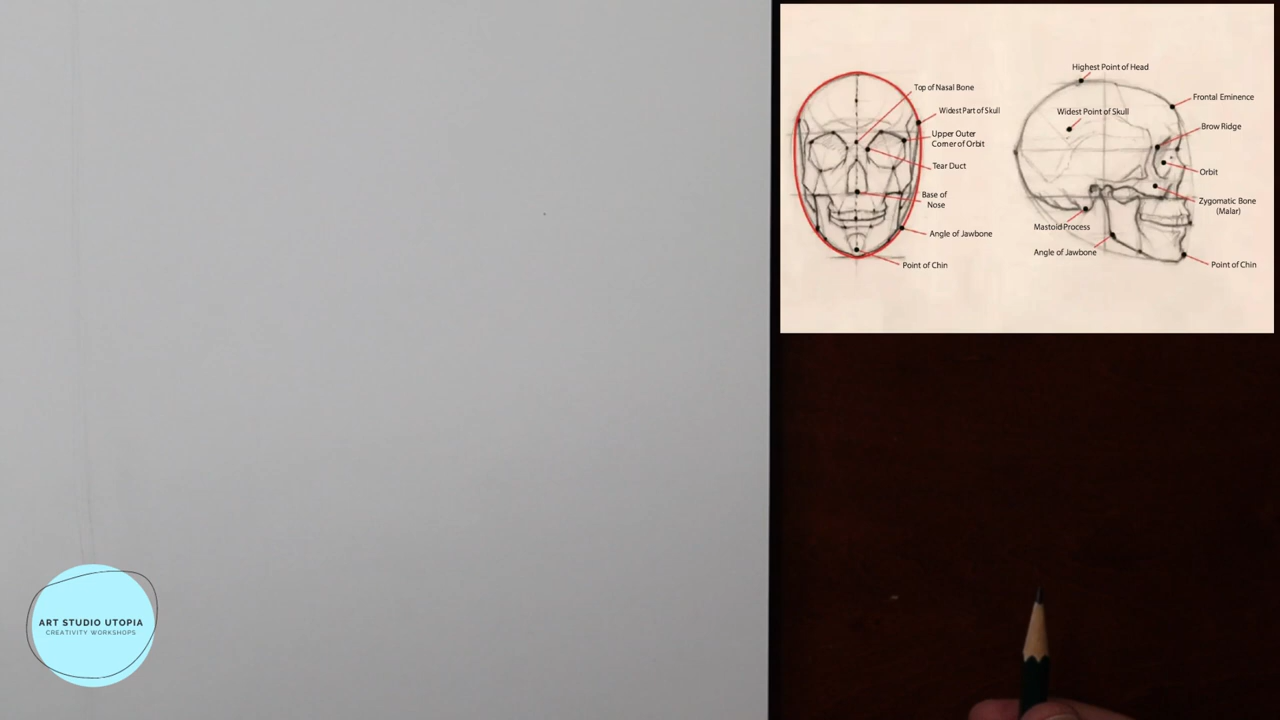 Highest Point of Head
Top of Nasal Bone
Frontal Eminence
Widest Part of Skull
Widest Point of Skull
Brow Ridge
Upper Outer
Corner of Orbit
Tear Duct
Orbit
Base of
Nose
Zygomatic Bone
(Malar)
Mastoid Process
Angle of Jawbone
Angle of Jawbone
Point of Chin
Point of Chin
ART STUDIO UTOPIA
CREATIVITY WORKSHOPS